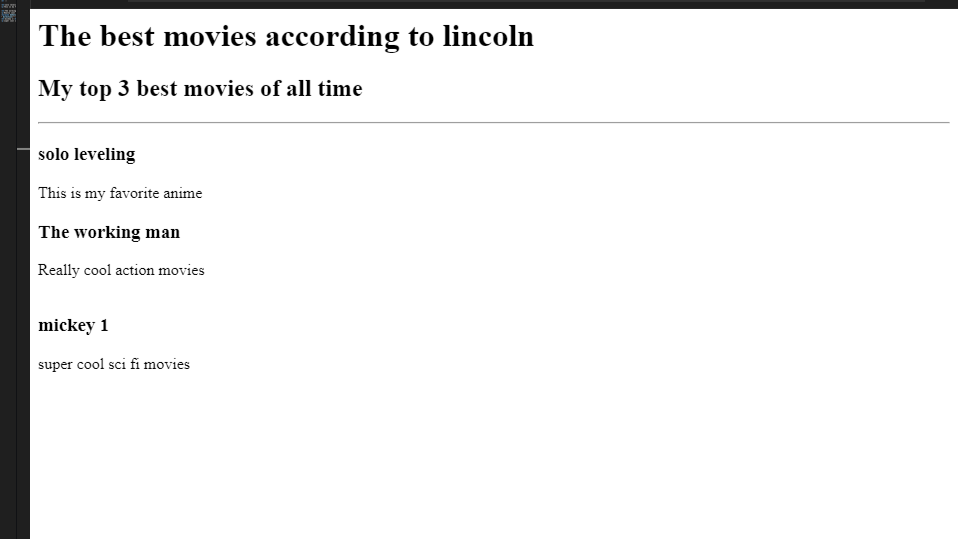 The best movies according to lincoln
My top 3 best movies of all time
solo leveling
This is my favorite anime
The working man
Really cool action movies
mickey 1
super cool sci fi movies